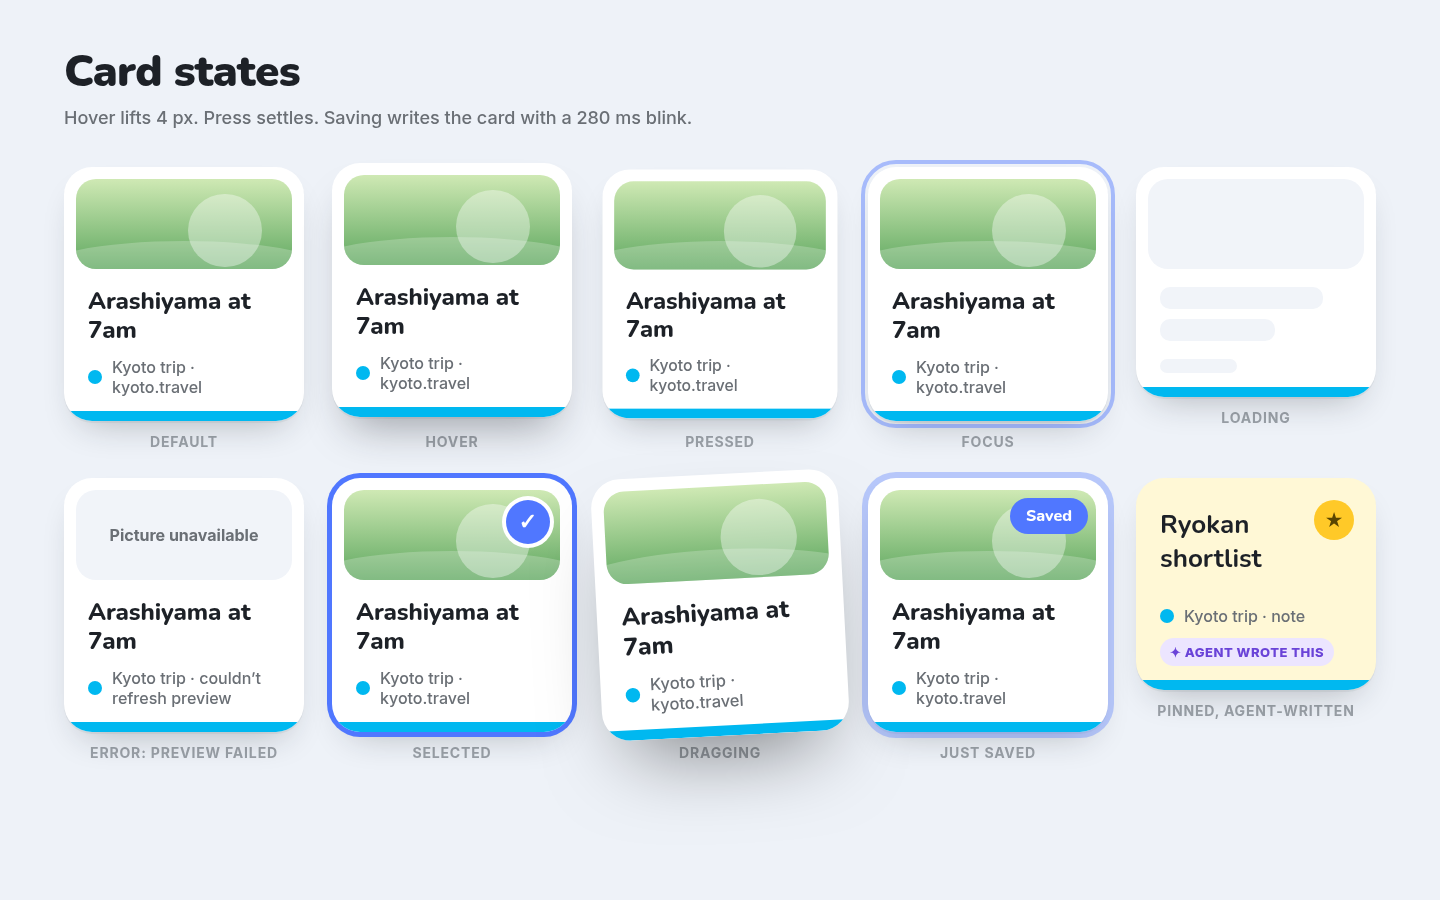 Card states
Hover lifts 4 px. Press settles. Saving writes the card with a 280 ms blink.
Arashiyama at
7am
Kyoto trip ·
kyoto.travel
DEFAULT
Arashiyama at
7am
Kyoto trip ·
kyoto.travel
HOVER
Arashiyama at
7am
Kyoto trip ·
kyoto.travel
PRESSED
Arashiyama at
7am
Kyoto trip ·
kyoto.travel
FOCUS
LOADING
Picture unavailable
Arashiyama at
7am
Kyoto trip · couldn’t
refresh preview
ERROR: PREVIEW FAILED
✓
Arashiyama at
7am
Kyoto trip ·
kyoto.travel
SELECTED
Arashiyama at
7am
Kyoto trip ·
kyoto.travel
DRAGGING
Saved
Arashiyama at
7am
Kyoto trip ·
kyoto.travel
JUST SAVED
Ryokan
shortlist
★
Kyoto trip · note
✦ AGENT WROTE THIS
PINNED, AGENT-WRITTEN